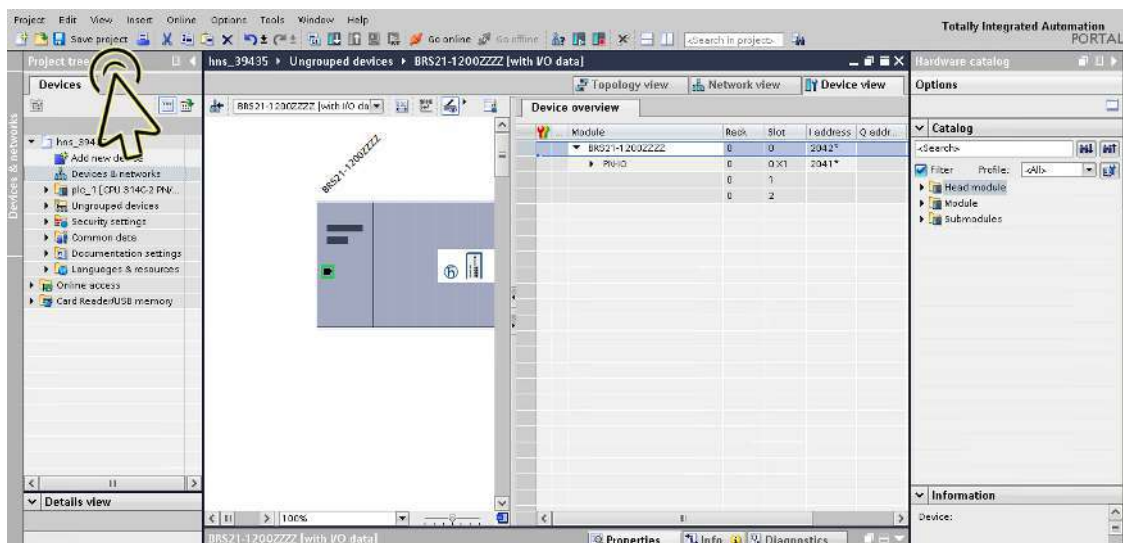 Project Edit View Insert Online Options Tools Window Help
Totally Integrated Automation
PORTAL
Save project
Go online
Go offline
<Search in project>
Project tree
hns_39435 ▸ Ungrouped devices ▸ BRS21-1200ZZZZ [with I/O data]
Hardware catalog
Devices
Topology view
Network view
Device view
Options
BRS21-1200ZZZZ [with I/O da
Device overview
Devices & networks
Module
Rack
Slot
I address
Q addr...
Catalog
<Search>
BRS21-1200ZZZZ
0
0
2042*
PN-IO
0
0 X1
2041*
0
1
0
2
Filter
Profile:
<All>
Head module
Module
Submodules
Devices & networks
plc_1 [CPU 314C-2 PN/...
Ungrouped devices
Security settings
Common data
Documentation settings
Languages & resources
Online access
Card Reader/USB memory
BRS21-1200ZZZZ
Details view
100%
Information
Device:
BRS21-1200ZZZZ [with I/O data]
Properties
Info
Diagnostics